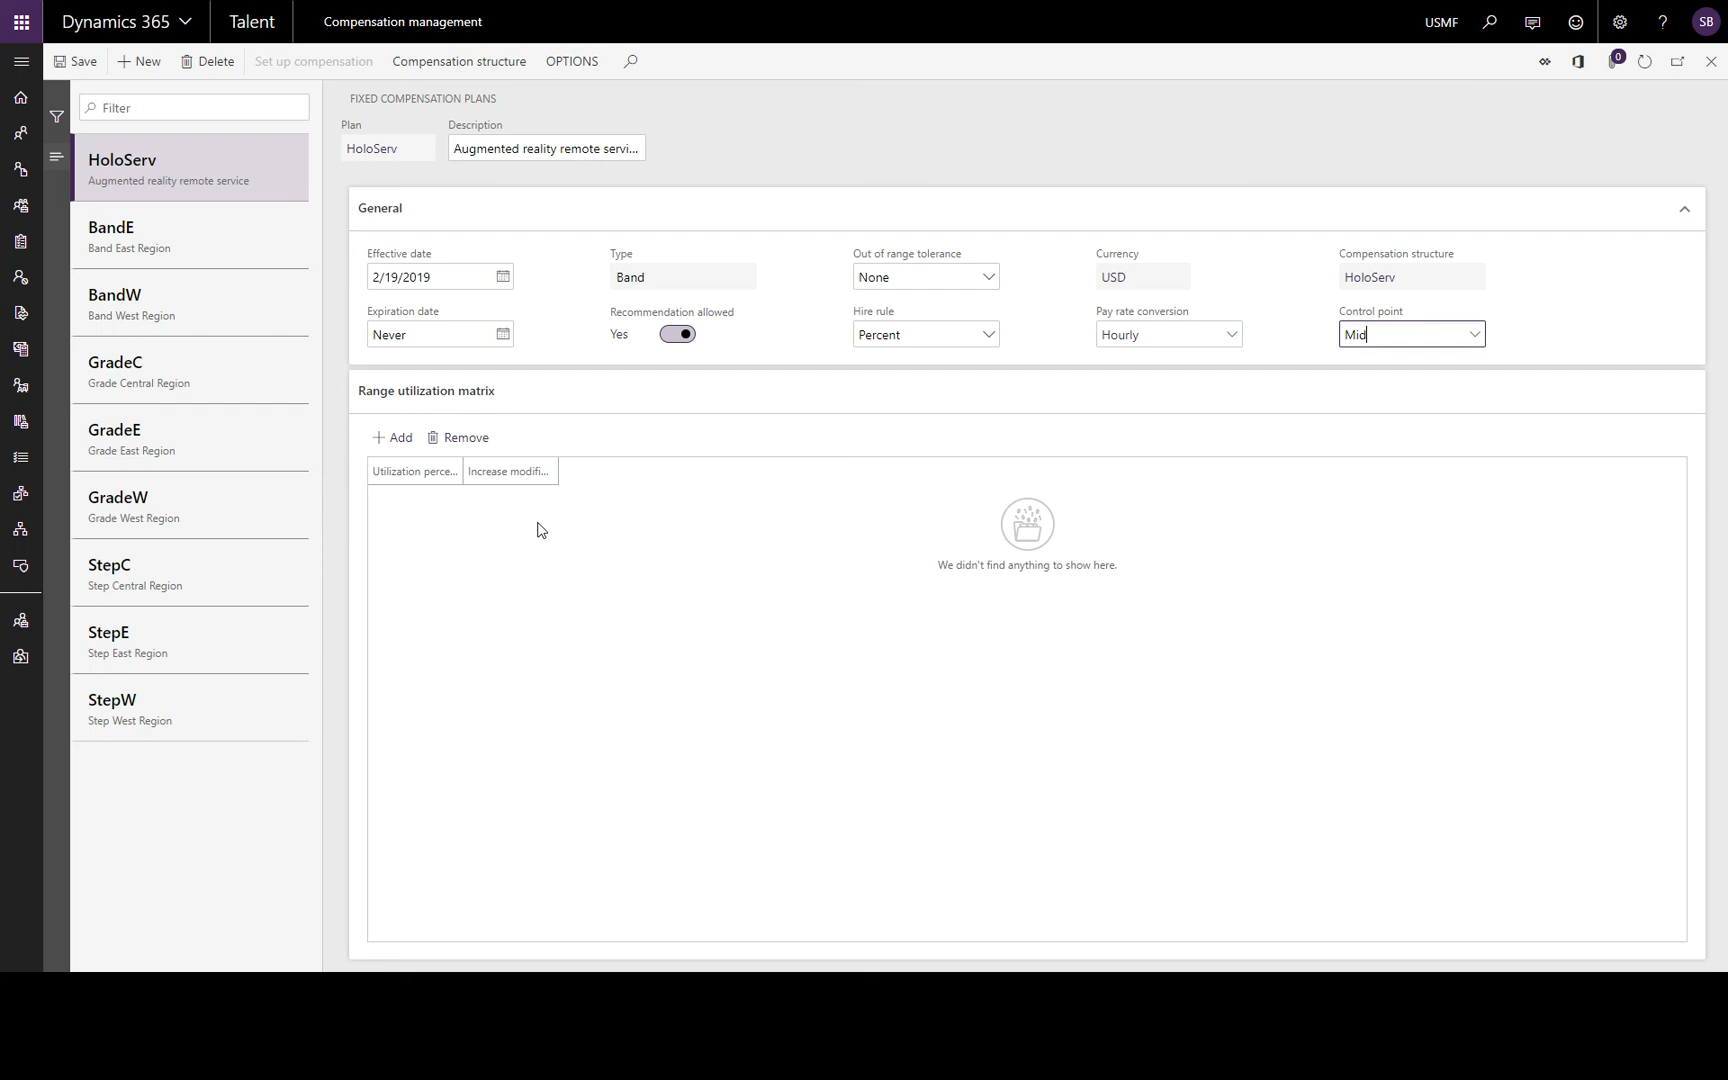 Dynamics 365
Talent
Compensation management
USMF
SB
Save
New
Delete
Set up compensation
Compensation structure
OPTIONS
0
Filter
HoloServ
Augmented reality remote service
BandE
Band East Region
BandW
Band West Region
GradeC
Grade Central Region
GradeE
Grade East Region
GradeW
Grade West Region
StepC
Step Central Region
StepE
Step East Region
StepW
Step West Region
FIXED COMPENSATION PLANS
Plan
Description
HoloServ
Augmented reality remote servi...
General
Effective date
Type
Out of range tolerance
Currency
Compensation structure
2/19/2019
Band
None
USD
HoloServ
Expiration date
Recommendation allowed
Hire rule
Pay rate conversion
Control point
Never
Yes
Percent
Hourly
Mid
Range utilization matrix
Add
Remove
Utilization perce...
Increase modifi...
We didn't find anything to show here.